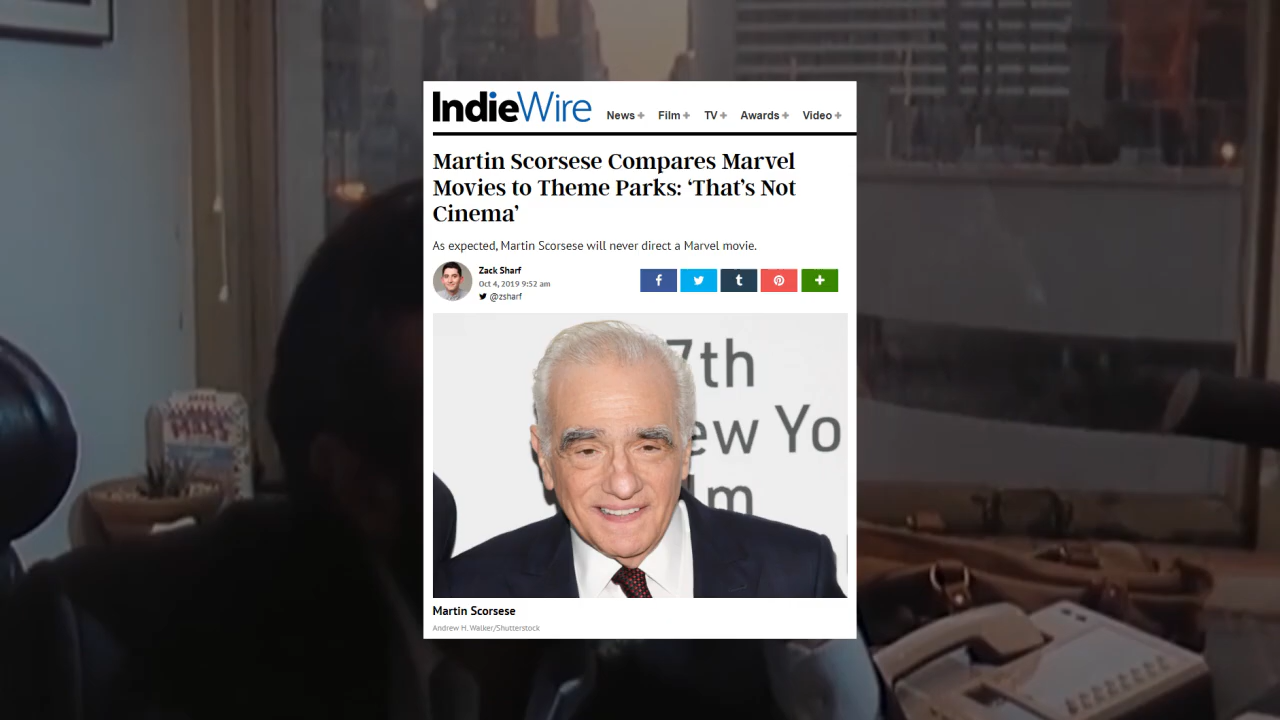 IndieWire
News + Film + TV + Awards + Video +
Martin Scorsese Compares Marvel
Movies to Theme Parks: ‘That’s Not
Cinema’
As expected, Martin Scorsese will never direct a Marvel movie.
Zack Sharf
Oct 4, 2019 9:52 am
@zsharf
7th
ew Yo
lm
Martin Scorsese
Andrew H. Walker/Shutterstock